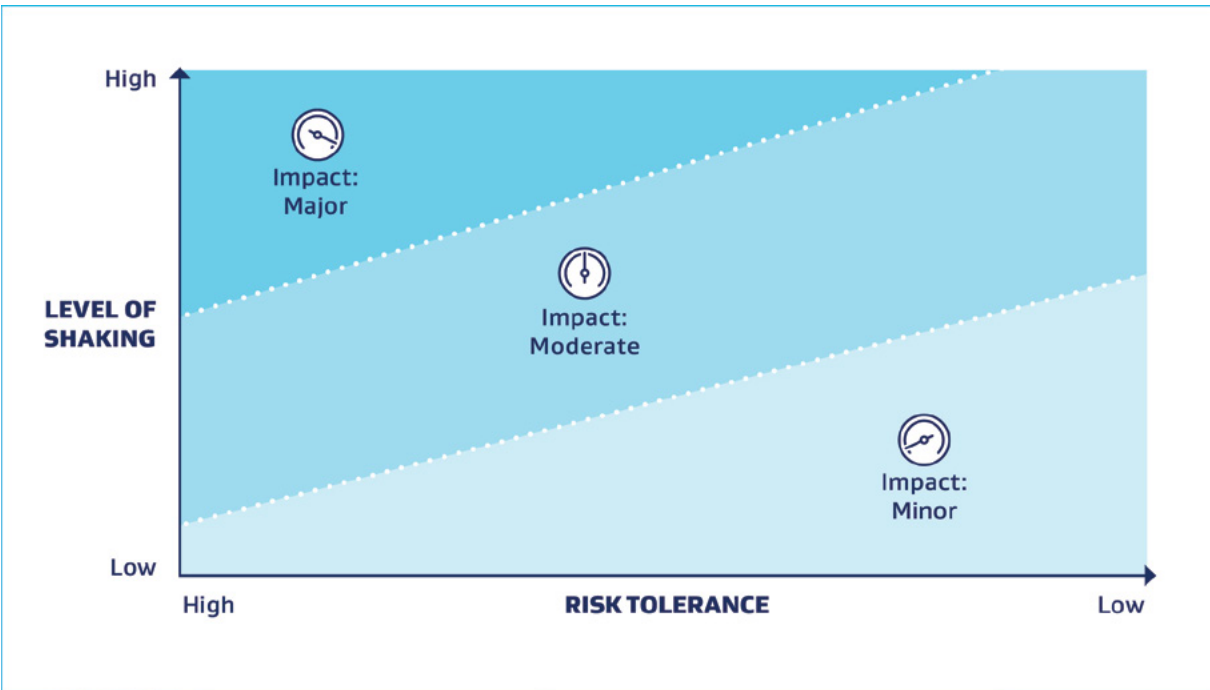 High
Impact:
Major
LEVEL OF
SHAKING
Impact:
Moderate
Impact:
Minor
Low
High
RISK TOLERANCE
Low